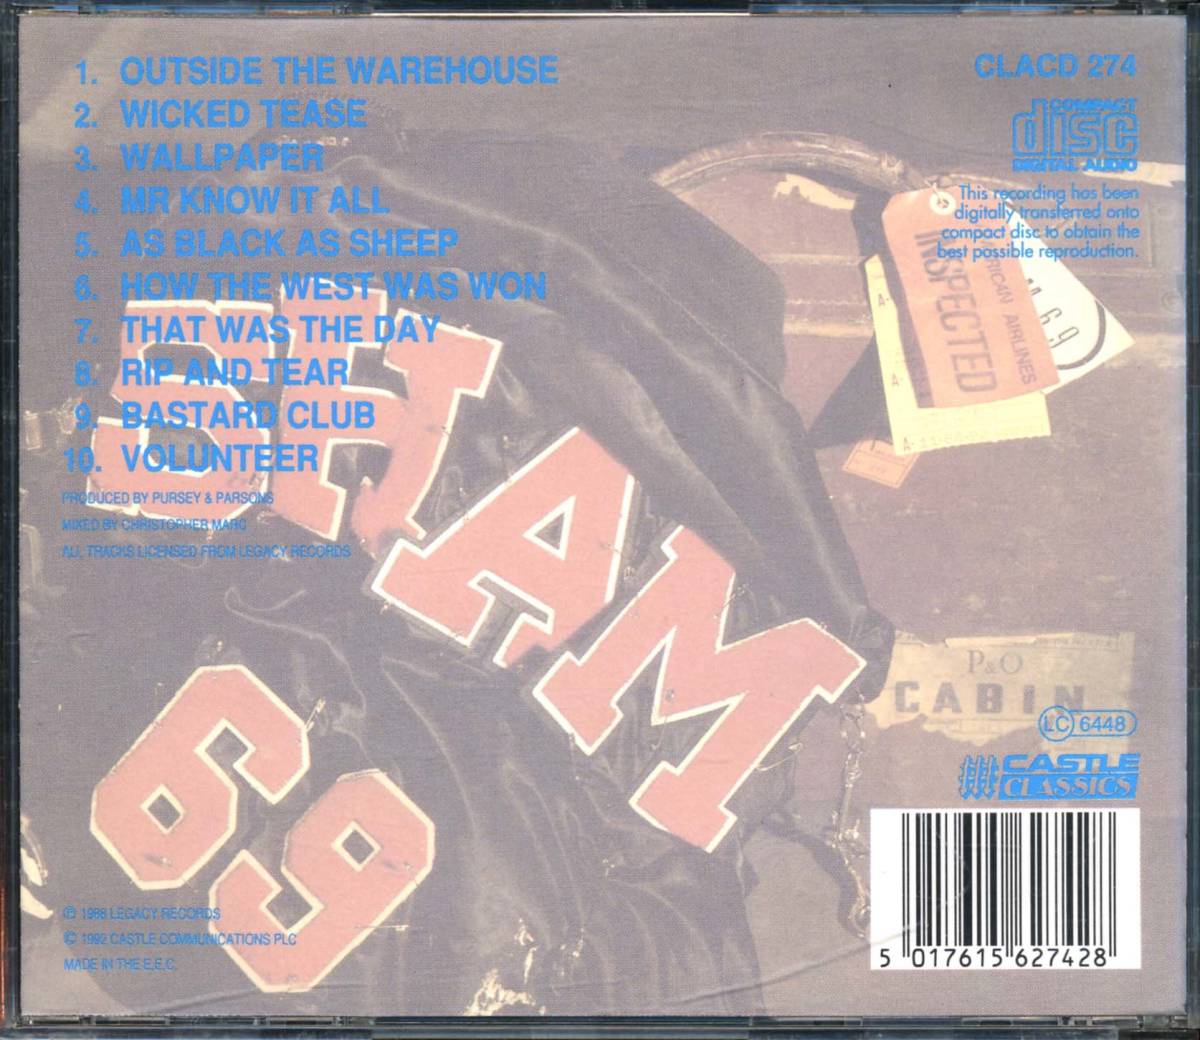 1. OUTSIDE THE WAREHOUSE
2. WICKED TEASE
3. WALLPAPER
4. MR KNOW IT ALL
5. AS BLACK AS SHEEP
6. HOW THE WEST WAS WON
7. THAT WAS THE DAY
8. RIP AND TEAR
9. BASTARD CLUB
10. VOLUNTEER
PRODUCED BY PURSEY & PARSONS
MIXED BY CHRISTOPHER MARC
ALL TRACKS LICENSED FROM LEGACY RECORDS
CLACD 274
COMPACT
disc
DIGITAL AUDIO
This recording has been
digitally transferred onto
compact disc to obtain the
best possible reproduction.
AMERICAN AIRLINES
INSPECTED
SHAM
69
P&O
CABIN
LC 6448
CASTLE
CLASSICS
℗ 1988 LEGACY RECORDS
© 1992 CASTLE COMMUNICATIONS PLC
MADE IN THE E.E.C.
5 017615 627428